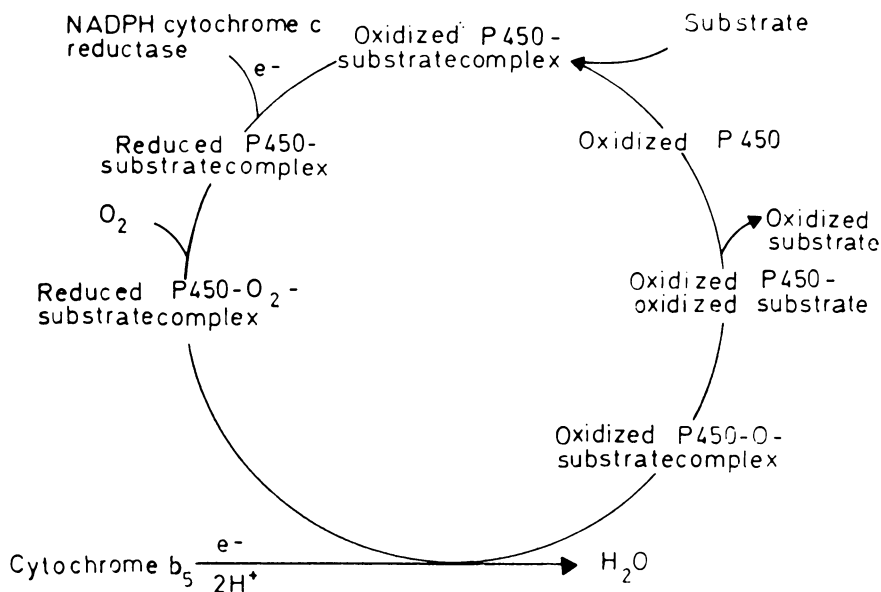 NADPH cytochrome c
reductase
e-
Oxidized P450-
substratecomplex
Substrate
Reduced P450-
substratecomplex
Oxidized P450
O₂
Oxidized
substrate
Reduced P450-O₂-
substratecomplex
Oxidized P450-
oxidized substrate
Oxidized P450-O-
substratecomplex
Cytochrome b₅
e-
2H⁺
H₂O